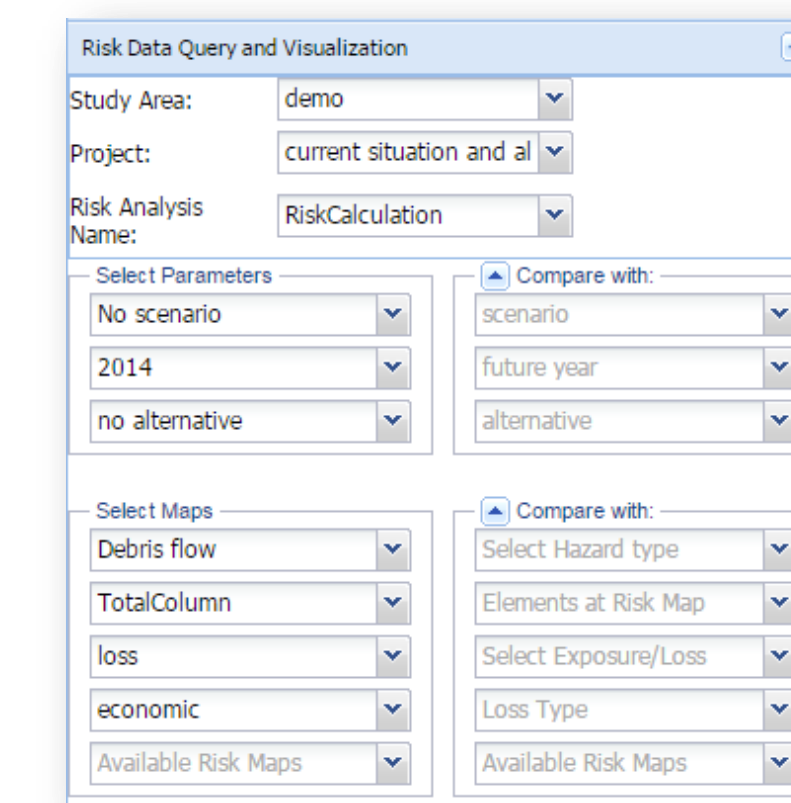 Risk Data Query and Visualization
Study Area: demo
Project: current situation and al
Risk Analysis
Name: RiskCalculation
Select Parameters Compare with:
No scenario scenario
2014 future year
no alternative alternative
Select Maps Compare with:
Debris flow Select Hazard type
TotalColumn Elements at Risk Map
loss Select Exposure/Loss
economic Loss Type
Available Risk Maps Available Risk Maps